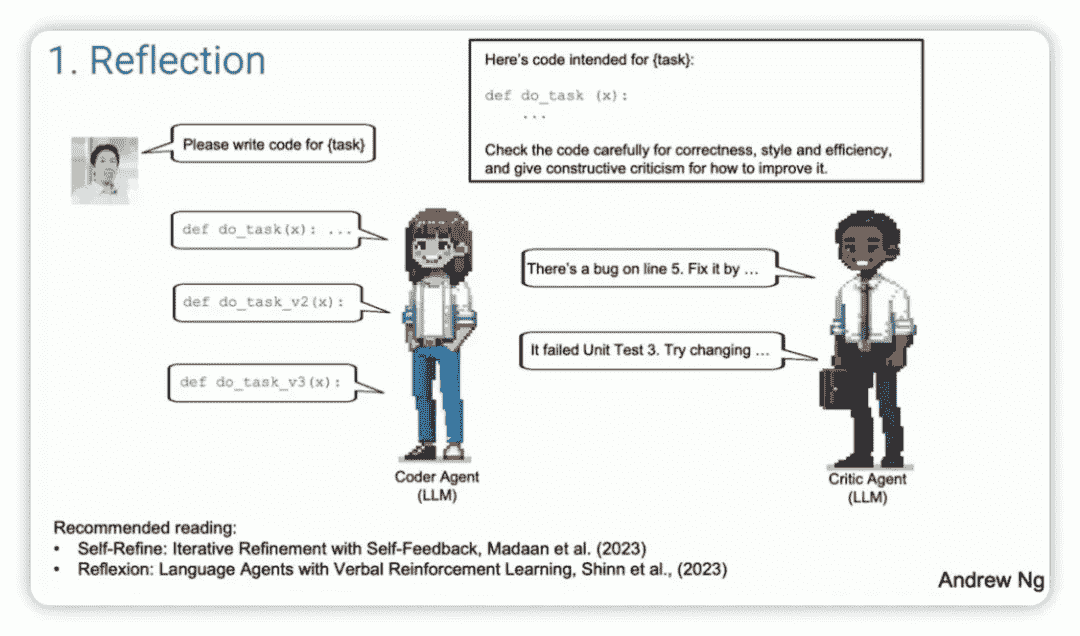 1. Reflection
Please write code for {task}
Here's code intended for {task}:
def do_task (x):
...
Check the code carefully for correctness, style and efficiency,
and give constructive criticism for how to improve it.
def do_task(x): ...
There's a bug on line 5. Fix it by ...
def do_task_v2(x):
It failed Unit Test 3. Try changing ...
def do_task_v3(x):
Coder Agent
(LLM)
Critic Agent
(LLM)
Recommended reading:
• Self-Refine: Iterative Refinement with Self-Feedback, Madaan et al. (2023)
• Reflexion: Language Agents with Verbal Reinforcement Learning, Shinn et al., (2023)
Andrew Ng